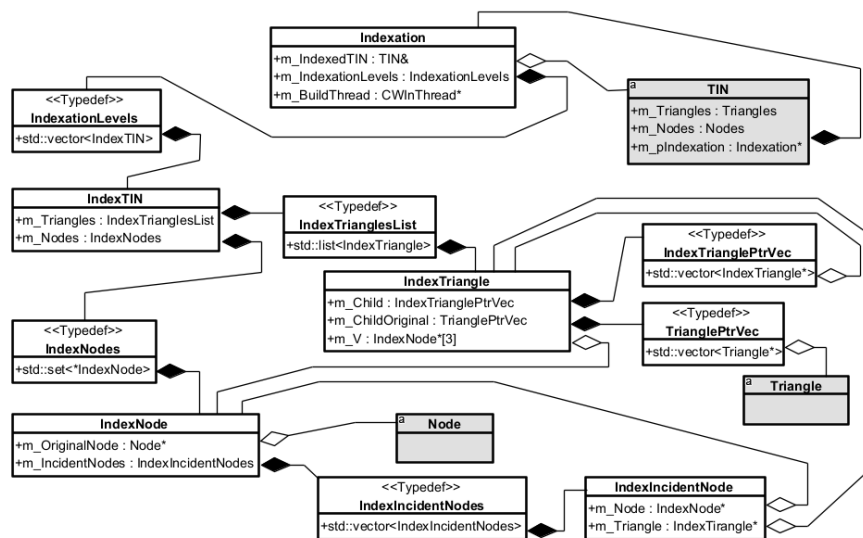 Indexation
+m_IndexedTIN : TIN&
+m_IndexationLevels : IndexationLevels
+m_BuildThread : CWInThread*
a
TIN
+m_Triangles : Triangles
+m_Nodes : Nodes
+m_pIndexation : Indexation*
<<Typedef>>
IndexationLevels
+std::vector<IndexTIN>
IndexTIN
+m_Triangles : IndexTrianglesList
+m_Nodes : IndexNodes
<<Typedef>>
IndexTrianglesList
+std::list<IndexTriangle>
IndexTriangle
+m_Child : IndexTrianglePtrVec
+m_ChildOriginal : TrianglePtrVec
+m_V : IndexNode*[3]
<<Typedef>>
IndexTrianglePtrVec
+std::vector<IndexTriangle*>
<<Typedef>>
TrianglePtrVec
+std::vector<Triangle*>
a
Triangle
<<Typedef>>
IndexNodes
+std::set<*IndexNode>
IndexNode
+m_OriginalNode : Node*
+m_IncidentNodes : IndexIncidentNodes
a
Node
<<Typedef>>
IndexIncidentNodes
+std::vector<IndexIncidentNodes>
IndexIncidentNode
+m_Node : IndexNode*
+m_Triangle : IndexTirangle*